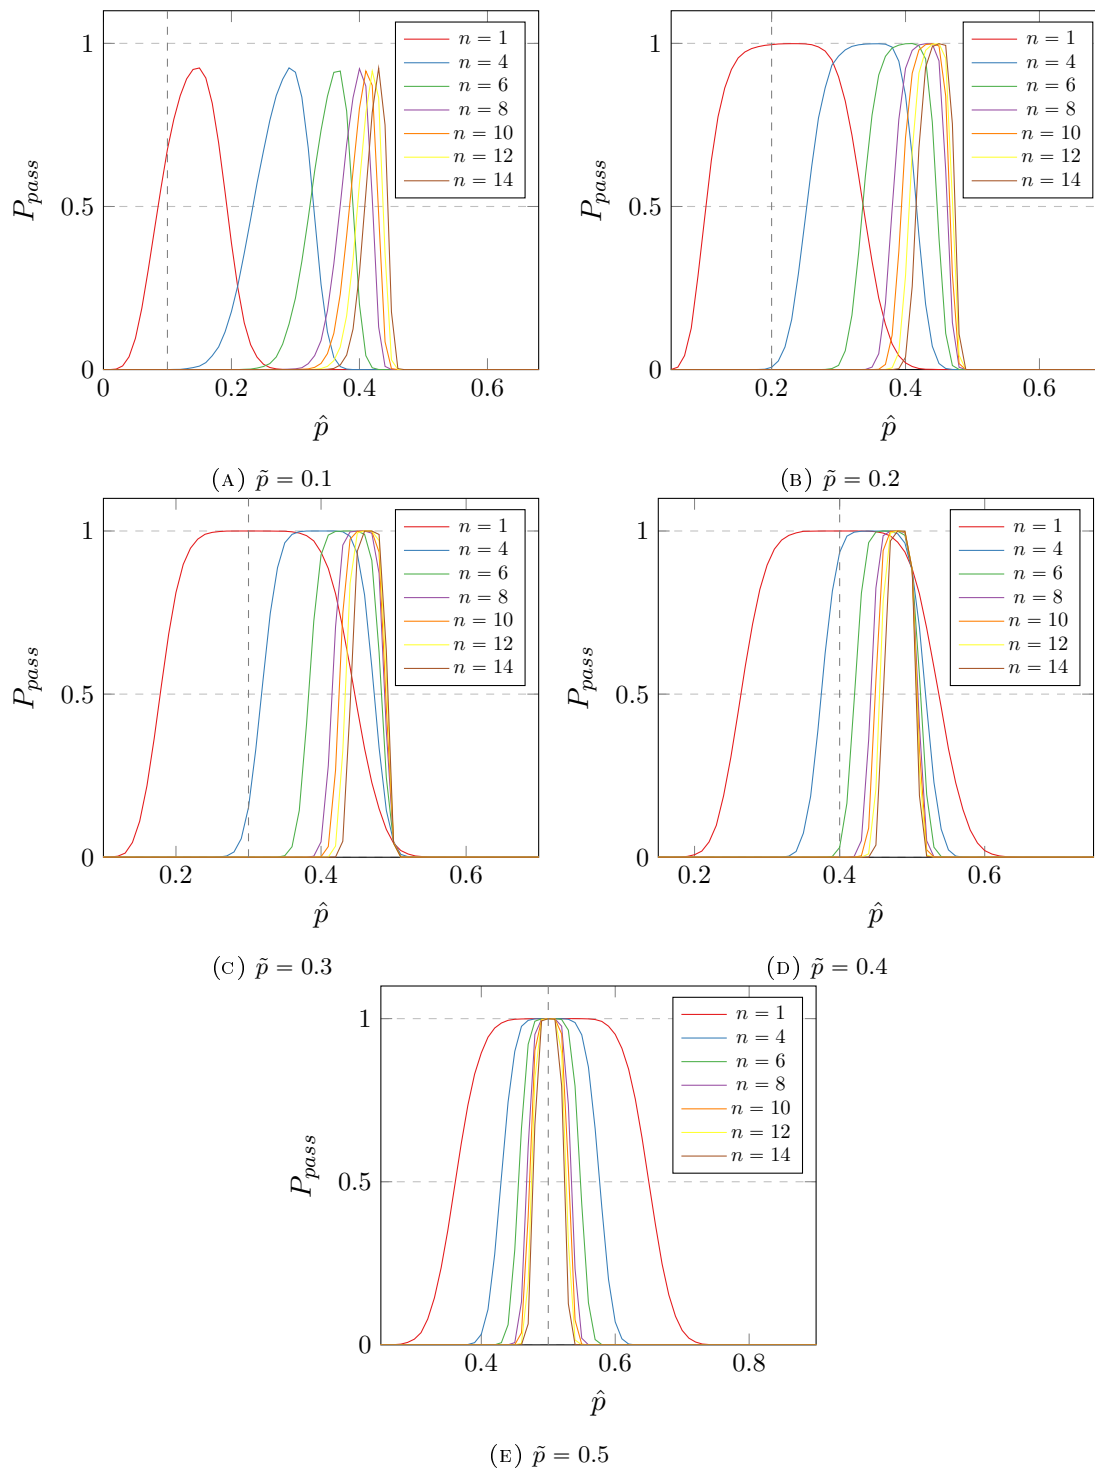 1
0.5
0
P_pass
0
0.2
0.4
0.6
p̂
n = 1
n = 4
n = 6
n = 8
n = 10
n = 12
n = 14
(A) p̃ = 0.1
1
0.5
0
P_pass
0.2
0.4
0.6
p̂
n = 1
n = 4
n = 6
n = 8
n = 10
n = 12
n = 14
(B) p̃ = 0.2
1
0.5
0
P_pass
0.2
0.4
0.6
p̂
n = 1
n = 4
n = 6
n = 8
n = 10
n = 12
n = 14
(C) p̃ = 0.3
1
0.5
0
P_pass
0.2
0.4
0.6
p̂
n = 1
n = 4
n = 6
n = 8
n = 10
n = 12
n = 14
(D) p̃ = 0.4
1
0.5
0
P_pass
0.4
0.6
0.8
p̂
n = 1
n = 4
n = 6
n = 8
n = 10
n = 12
n = 14
(E) p̃ = 0.5